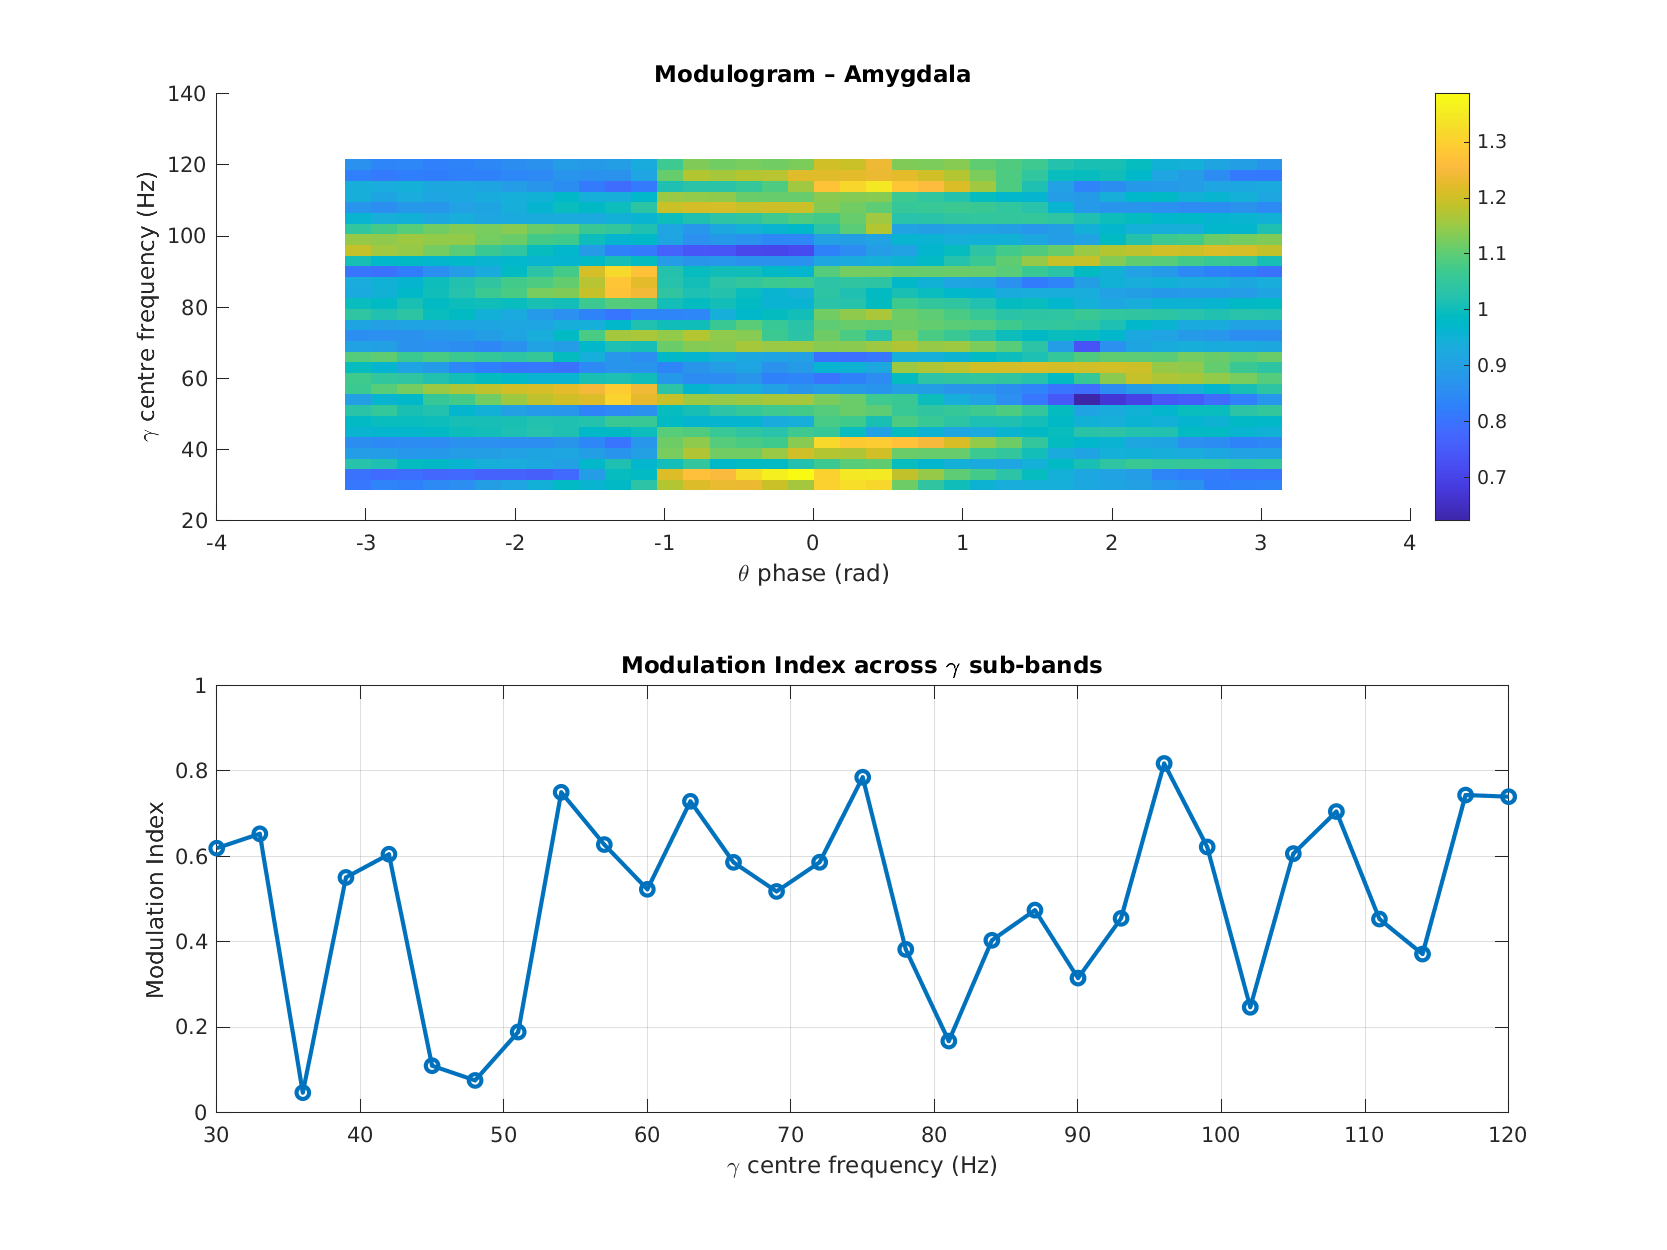 Modulogram – Amygdala
140
120
100
80
60
40
20
γ centre frequency (Hz)
-4 -3 -2 -1 0 1 2 3 4
θ phase (rad)
1.3
1.2
1.1
1
0.9
0.8
0.7
Modulation Index across γ sub-bands
1
0.8
0.6
0.4
0.2
0
Modulation Index
30 40 50 60 70 80 90 100 110 120
γ centre frequency (Hz)